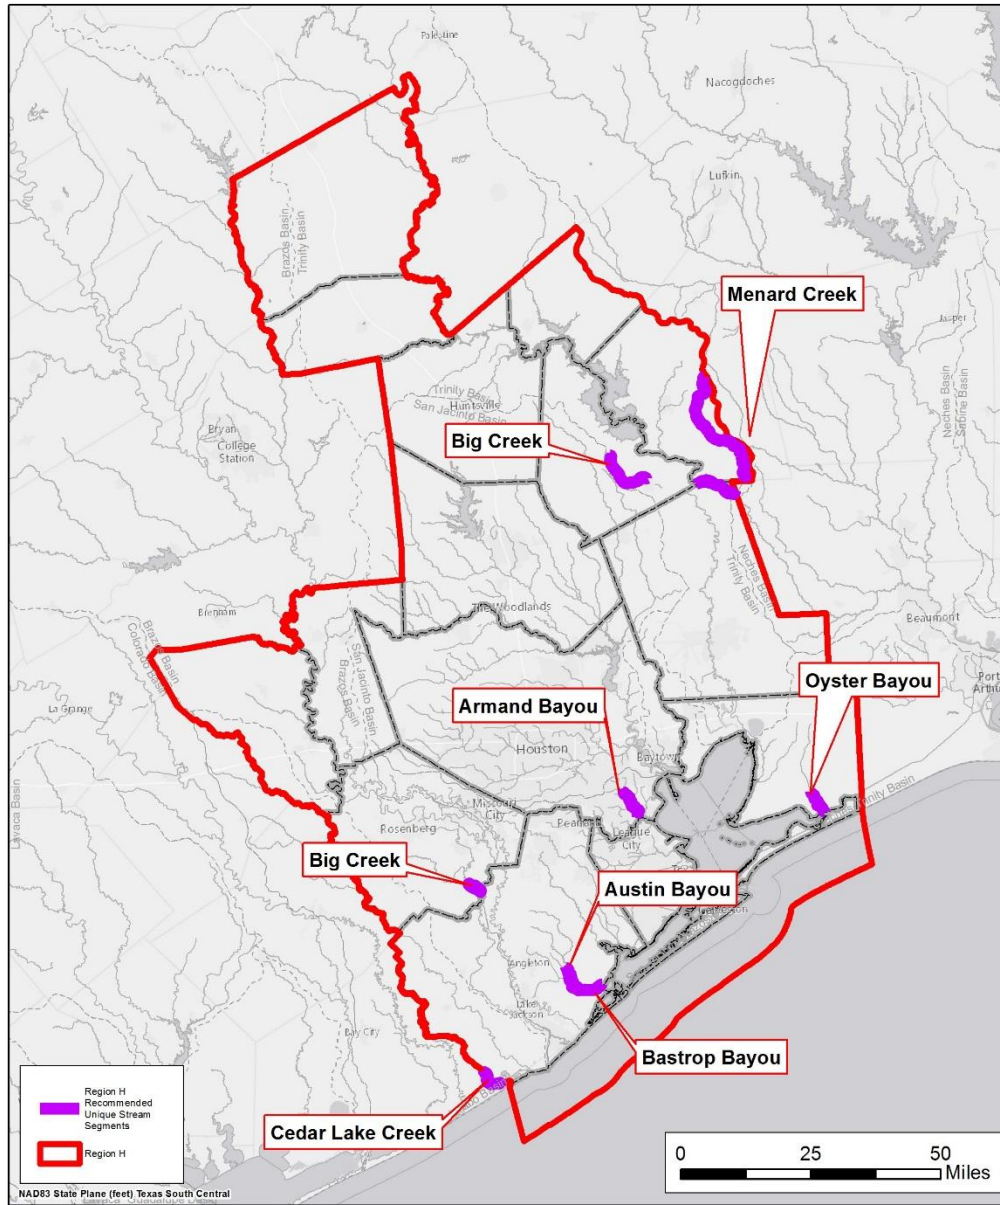 Palestine
Nacogdoches
Lufkin
Brazos Basin
Trinity Basin
Menard Creek
Jasper
Neches Basin
Sabine Basin
Trinity Basin
San Jacinto Basin
Huntsville
Big Creek
Bryan
College
Station
Neches Basin
Trinity Basin
The Woodlands
Brenham
Beaumont
Brazos Basin
Colorado Basin
San Jacinto Basin
Brazos Basin
Port
Oyster Bayou
La Grange
Armand Bayou
Houston
Baytown
Missouri
City
Rosenberg
League
City
Trinity Basin
Lavaca Basin
Big Creek
Austin Bayou
Angleton
Lake
Jackson
Bay City
Bastrop Bayou
Cedar Lake Creek
Region H
Recommended
Unique Stream
Segments
Region H
0 25 50
Miles
NAD83 State Plane (feet) Texas South Central